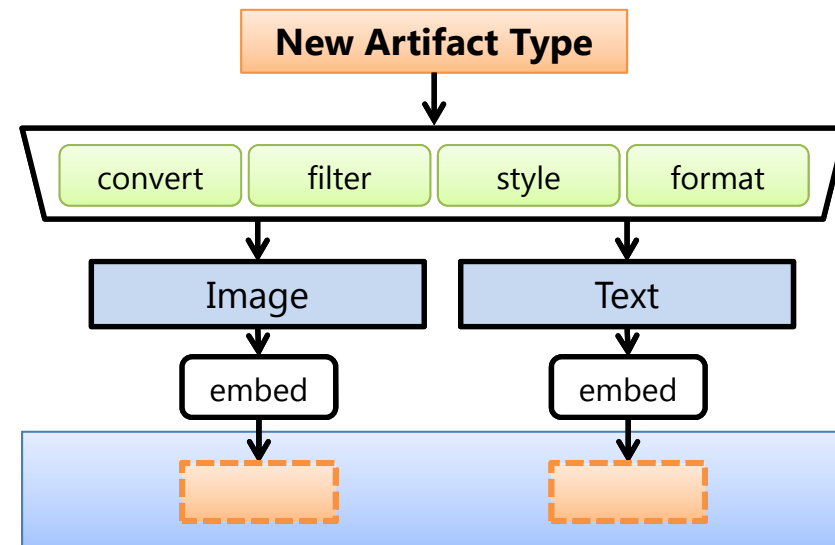 New Artifact Type
convert filter style format
Image Text
embed embed